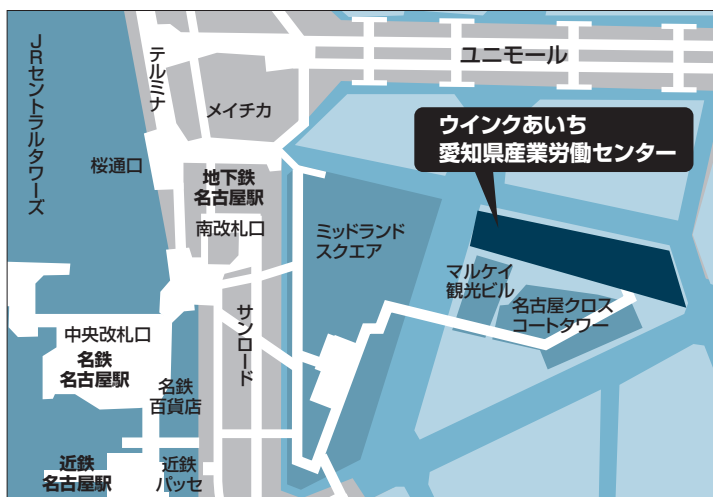 JRセントラルタワーズ
テルミナ
ユニモール
メイチカ
ウインクあいち
愛知県産業労働センター
桜通口
地下鉄
名古屋駅
南改札口
ミッドランド
スクエア
マルケイ
観光ビル
名古屋クロス
コートタワー
サンロード
中央改札口
名鉄
名古屋駅
名鉄
百貨店
近鉄
名古屋駅
近鉄
パッセ